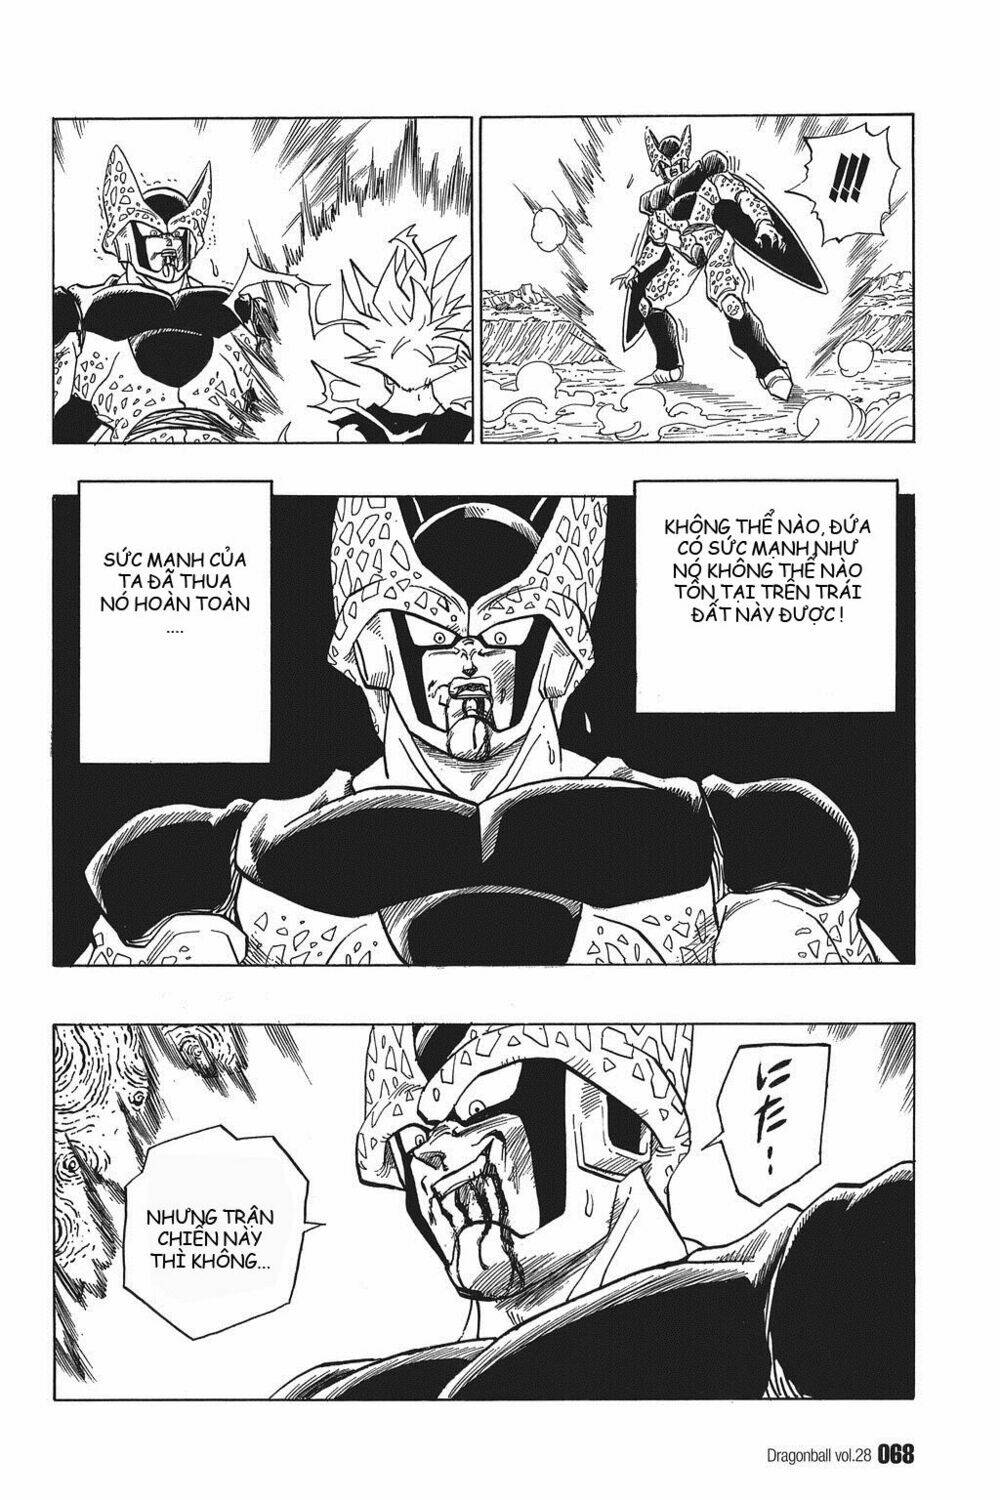 !!!
KHÔNG THỂ NÀO, ĐỨA
CÓ SỨC MẠNH NHƯ
NÓ KHÔNG THỂ NÀO
TỒN TẠI TRÊN TRÁI
ĐẤT NÀY ĐƯỢC !
SỨC MẠNH CỦA
TA ĐÃ THUA
NÓ HOÀN TOÀN
....
にた！
NHƯNG TRẬN
CHIẾN NÀY
THÌ KHÔNG...
Dragonball vol.28 068